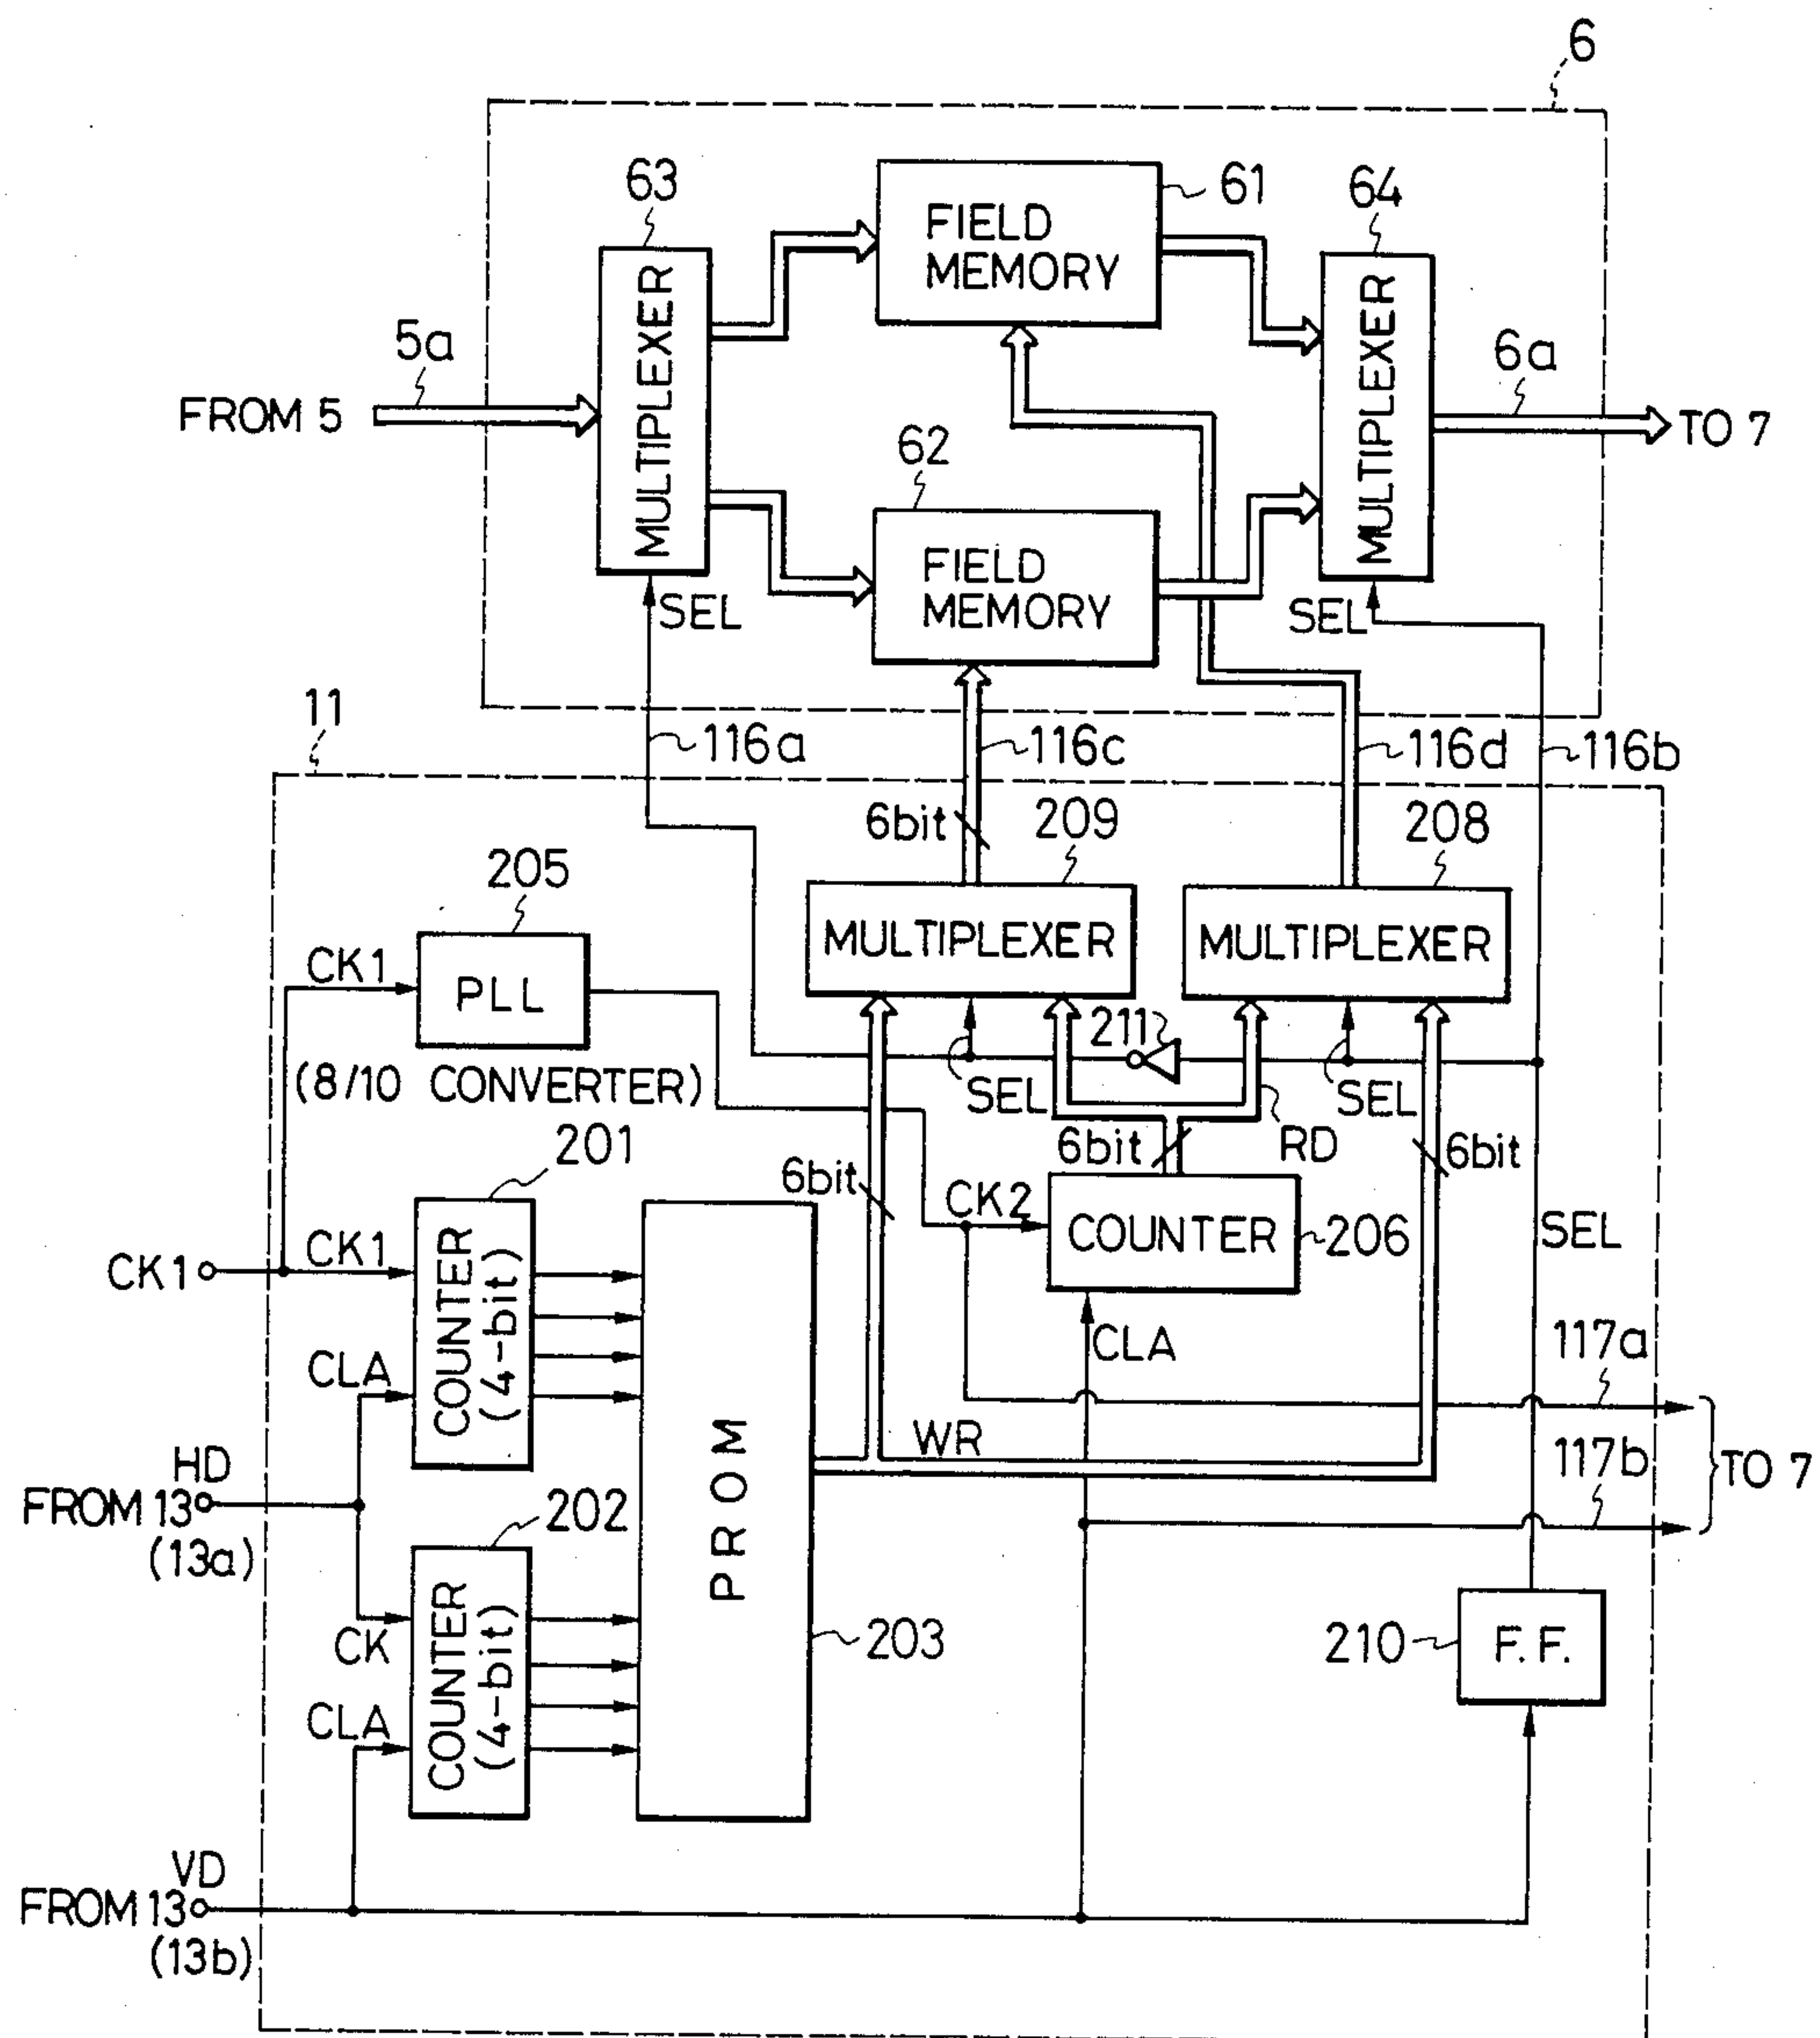 6
63
61
64
FIELD
MEMORY
MULTIPLEXER
MULTIPLEXER
5a
6a
FROM 5
TO 7
62
FIELD
MEMORY
SEL
SEL
11
116a
116c
116d
116b
6bit
209
208
205
MULTIPLEXER
MULTIPLEXER
CK1
PLL
211
(8/10 CONVERTER)
SEL
SEL
RD
201
6bit
6bit
6bit
CK2
COUNTER
206
SEL
CK1
CK1
COUNTER
(4-bit)
CLA
CLA
117a
PROM
WR
HD
FROM 13
(13a)
117b
TO 7
202
CK
COUNTER
(4-bit)
203
210
F.F.
CLA
VD
FROM 13
(13b)